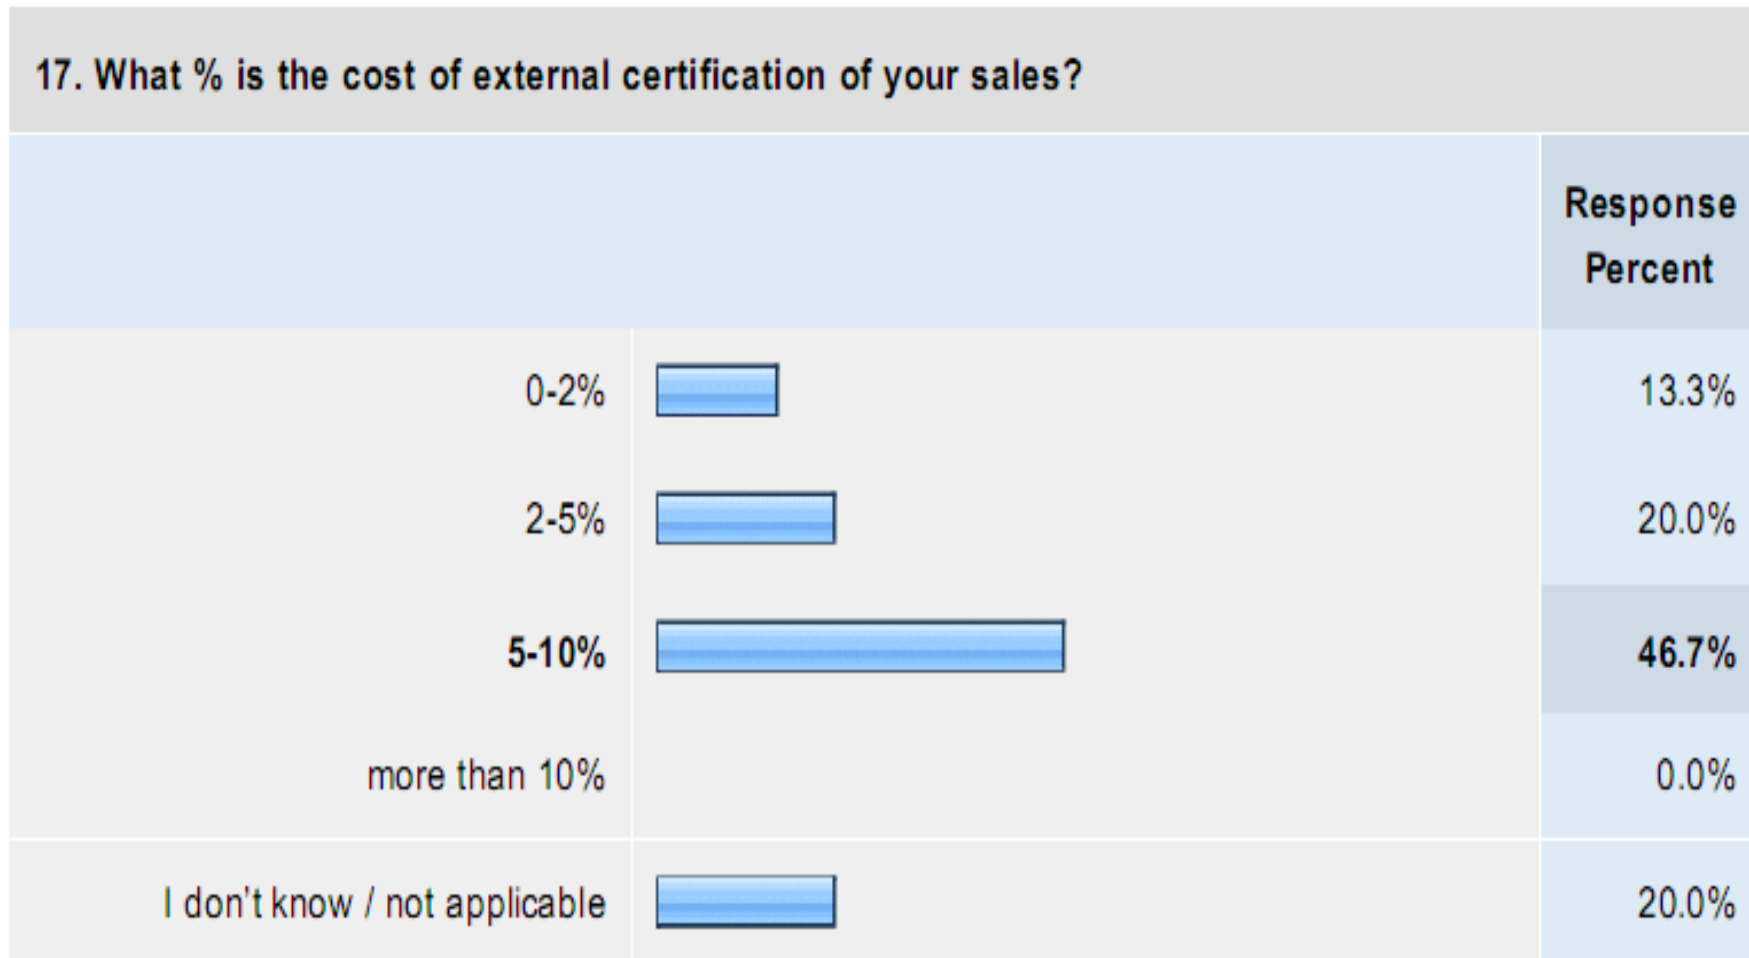 17. What % is the cost of external certification of your sales?
Response
Percent
0-2% 13.3%
2-5% 20.0%
5-10% 46.7%
more than 10% 0.0%
I don't know / not applicable 20.0%